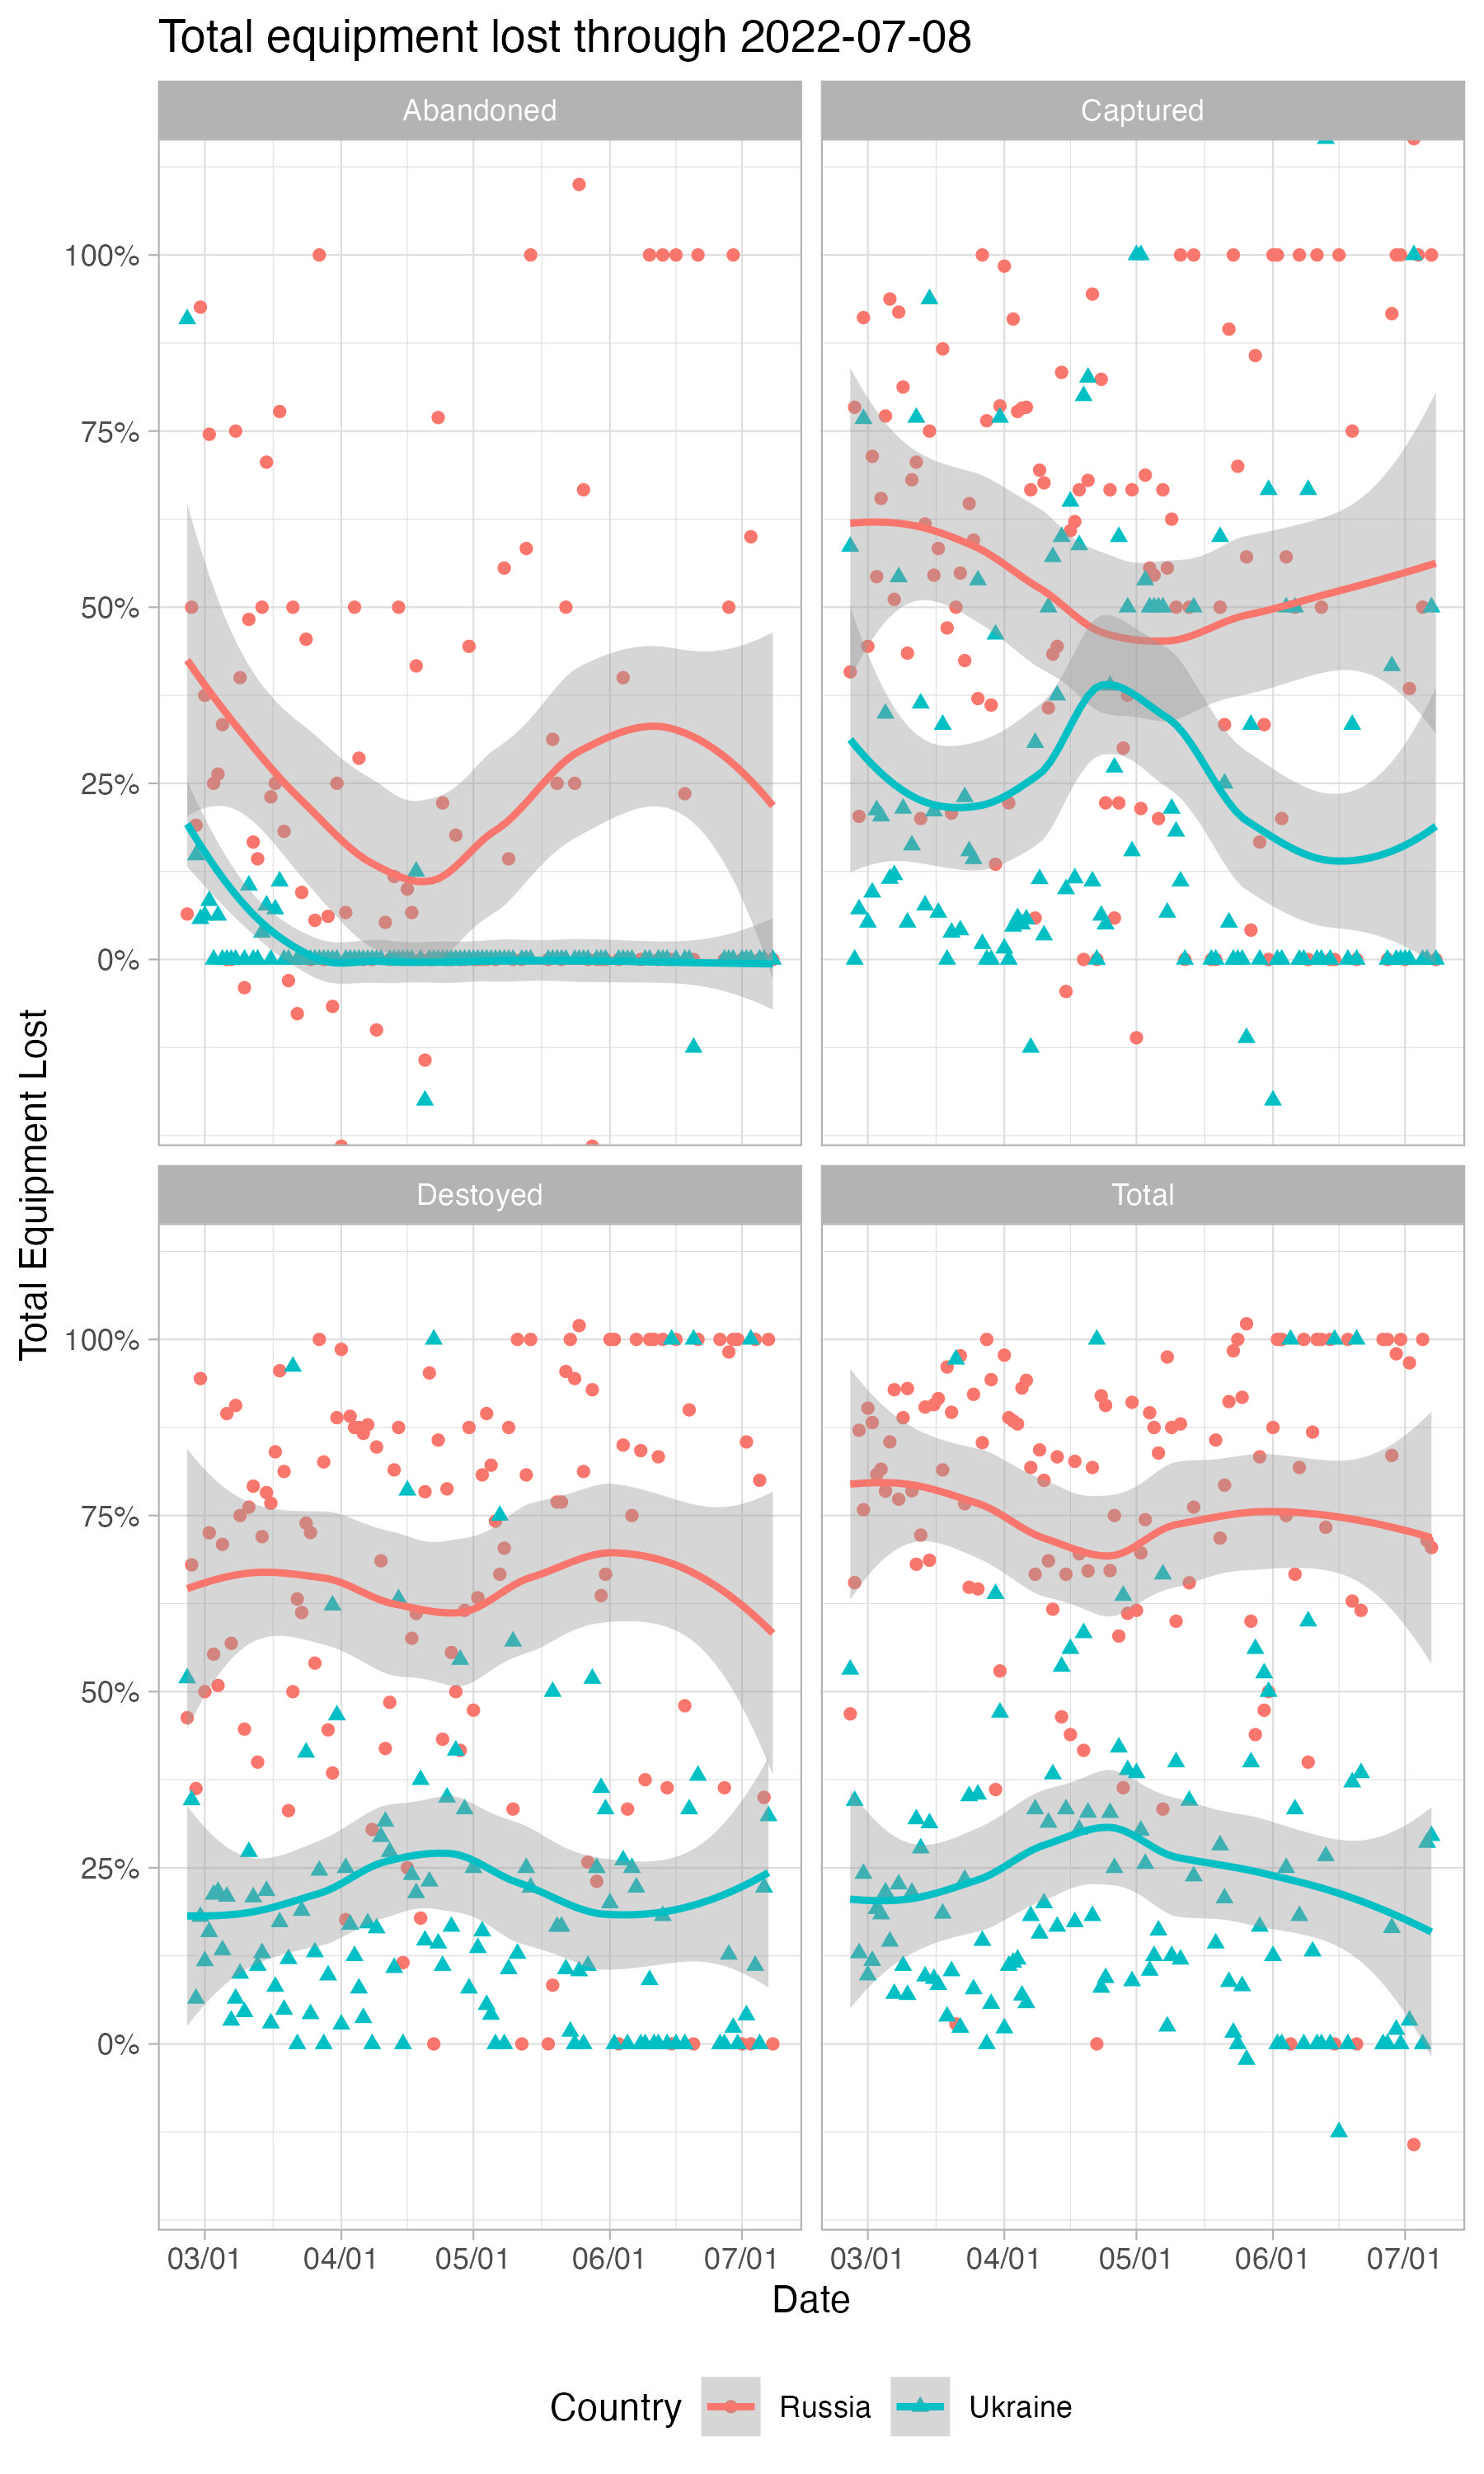 Total equipment lost through 2022-07-08
Abandoned
Captured
100%
75%
50%
25%
0%
Total Equipment Lost
Destoyed
Total
100%
75%
50%
25%
0%
03/01 04/01 05/01 06/01 07/01
03/01 04/01 05/01 06/01 07/01
Date
Country Russia Ukraine